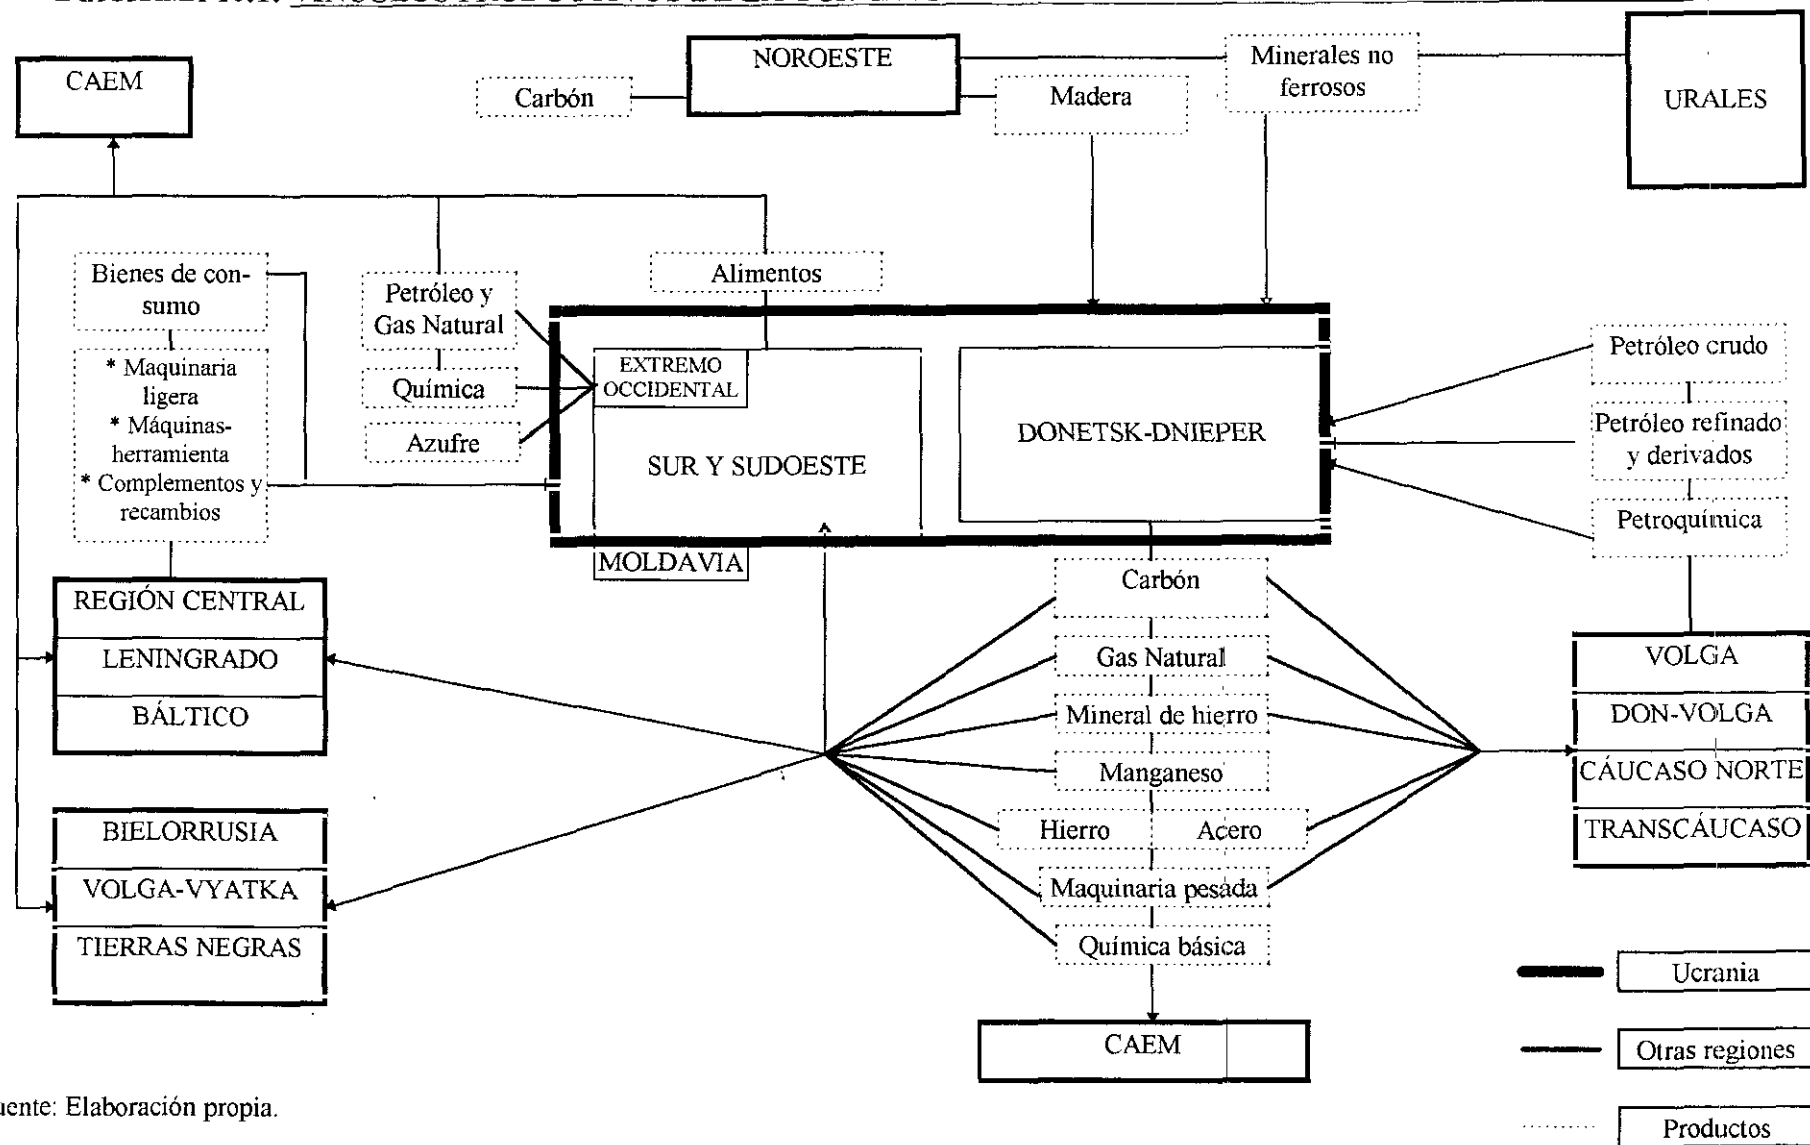 CAEM
NOROESTE
Carbón
Madera
Minerales no
ferrosos
URALES
Bienes de con-
sumo
* Maquinaria
ligera
* Máquinas-
herramienta
* Complementos y
recambios
Petróleo y
Gas Natural
Química
Azufre
Alimentos
EXTREMO
OCCIDENTAL
SUR Y SUDOESTE
MOLDAVIA
DONETSK-DNIEPER
Petróleo crudo
Petróleo refinado
y derivados
Petroquímica
REGIÓN CENTRAL
LENINGRADO
BÁLTICO
BIELORRUSIA
VOLGA-VYATKA
TIERRAS NEGRAS
Carbón
Gas Natural
Mineral de hierro
Manganeso
Hierro
Acero
Maquinaria pesada
Química básica
CAEM
VOLGA
DON-VOLGA
CÁUCASO NORTE
TRANSCÁUCASO
Ucrania
Otras regiones
Productos
uente: Elaboración propia.